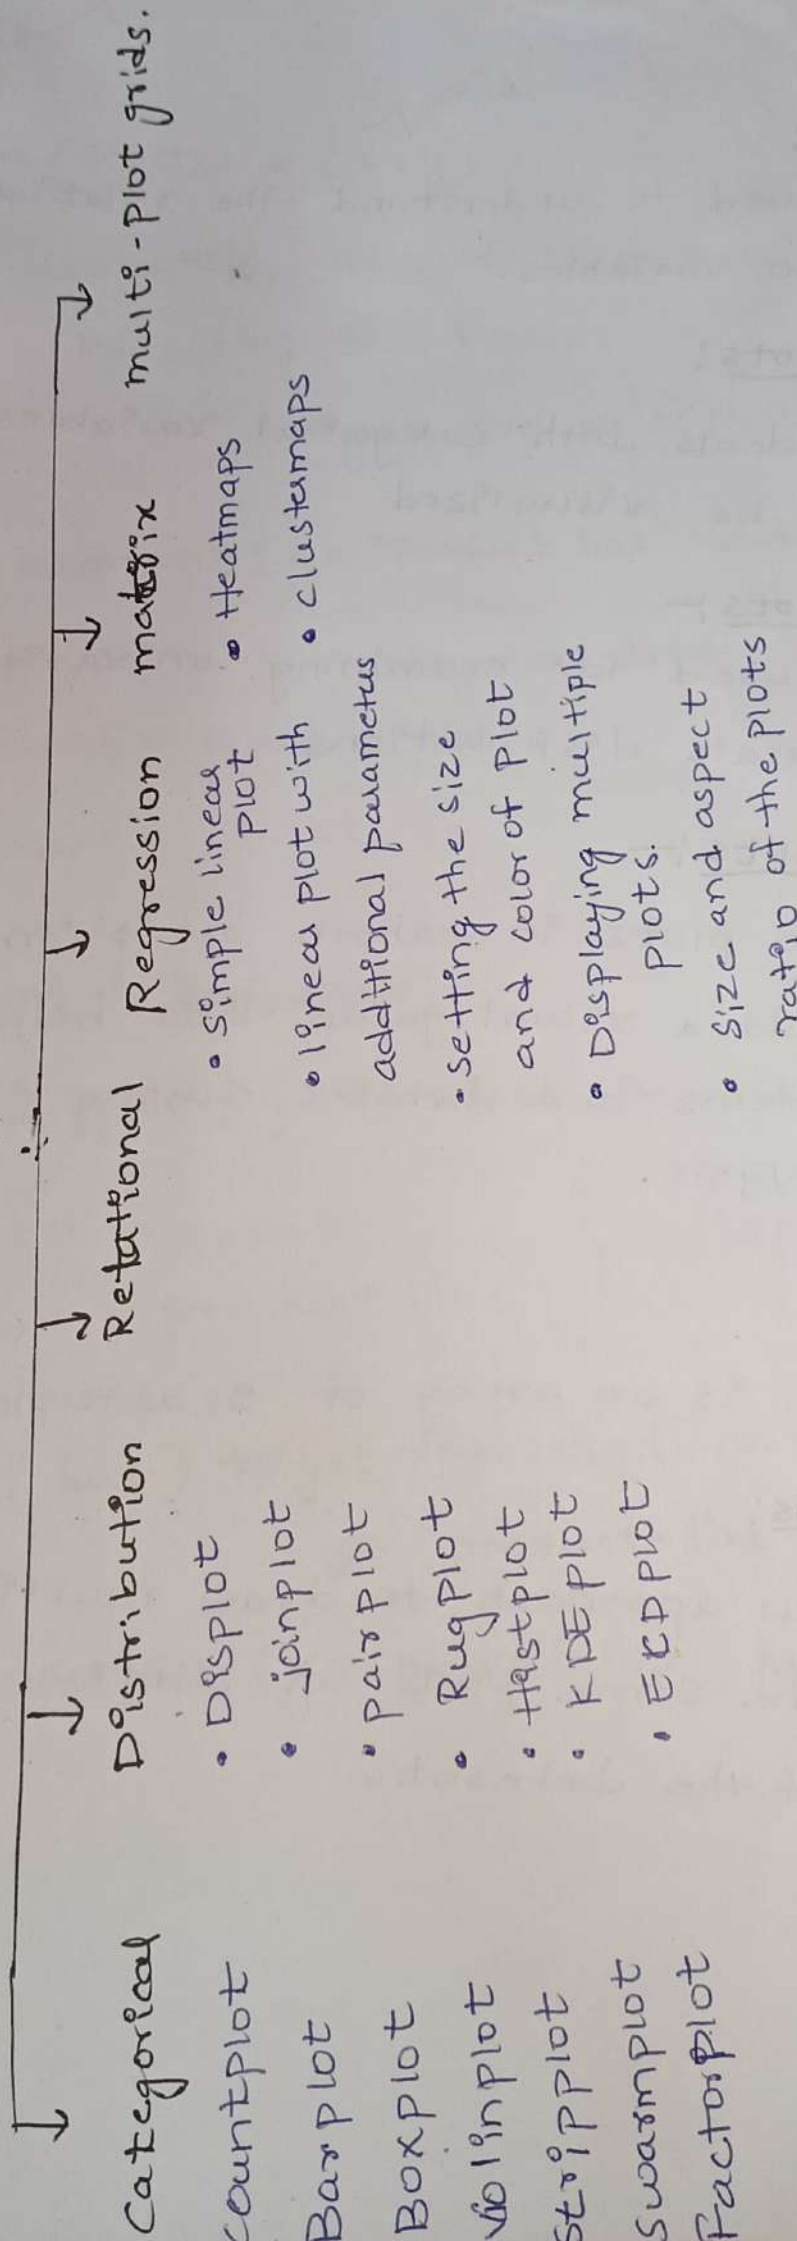 Categorical
Countplot
Barplot
Boxplot
Violinplot
Stripplot
Swarmplot
Factorplot
Distribution
• Displot
• joinplot
• pairplot
• Rugplot
• Histplot
• KDE plot
• ECD plot
Retational
Regression
• Simple linear
plot
• linear plot with
additional parameters
• setting the size
and color of plot
• Displaying multiple
plots.
• Size and aspect
ratio of the plots
matrix
• Heatmaps
• clustermaps
multi-plot grids.